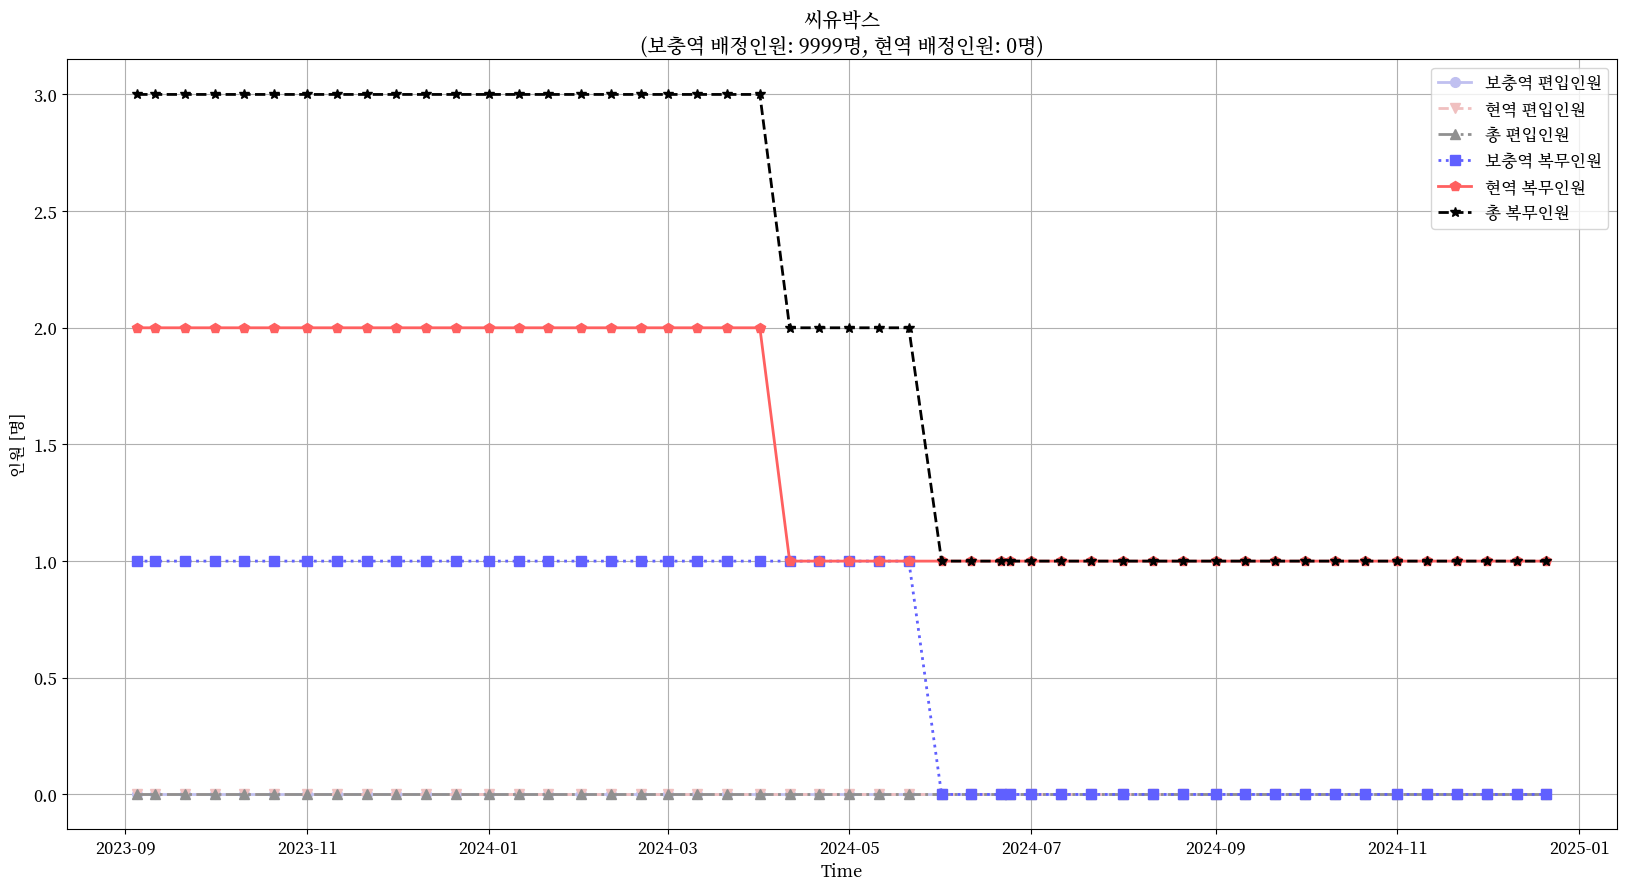 씨유박스
(보충역 배정인원: 9999명, 현역 배정인원: 0명)
보충역 편입인원
현역 편입인원
총 편입인원
보충역 복무인원
현역 복무인원
총 복무인원
인원 [명]
3.0
2.5
2.0
1.5
1.0
0.5
0.0
2023-09
2023-11
2024-01
2024-03
2024-05
2024-07
2024-09
2024-11
2025-01
Time